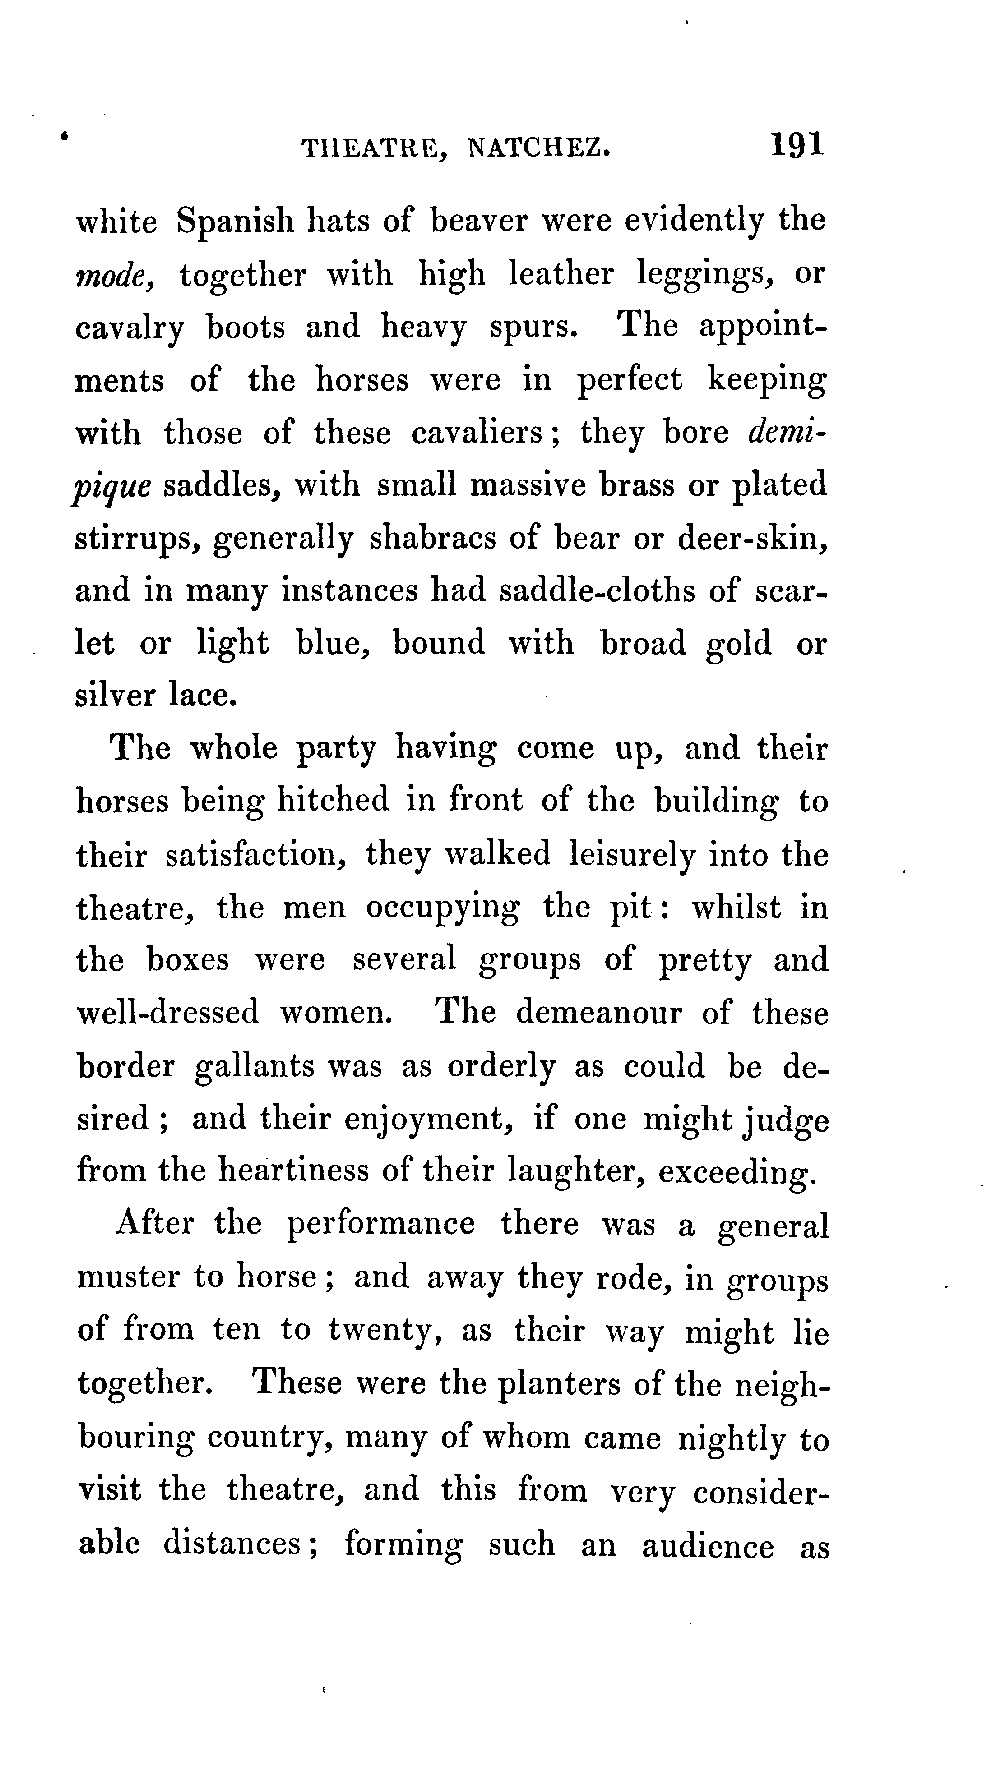 THEATRE, NATCHEZ. 191
white Spanish hats of beaver were evidently the
mode, together with high leather leggings, or
cavalry boots and heavy spurs. The appoint-
ments of the horses were in perfect keeping
with those of these cavaliers; they bore demi-
pique saddles, with small massive brass or plated
stirrups, generally shabracs of bear or deer-skin,
and in many instances had saddle-cloths of scar-
let or light blue, bound with broad gold or
silver lace.
The whole party having come up, and their
horses being hitched in front of the building to
their satisfaction, they walked leisurely into the
theatre, the men occupying the pit: whilst in
the boxes were several groups of pretty and
well-dressed women. The demeanour of these
border gallants was as orderly as could be de-
sired; and their enjoyment, if one might judge
from the heartiness of their laughter, exceeding.
After the performance there was a general
muster to horse; and away they rode, in groups
of from ten to twenty, as their way might lie
together. These were the planters of the neigh-
bouring country, many of whom came nightly to
visit the theatre, and this from very consider-
able distances; forming such an audience as